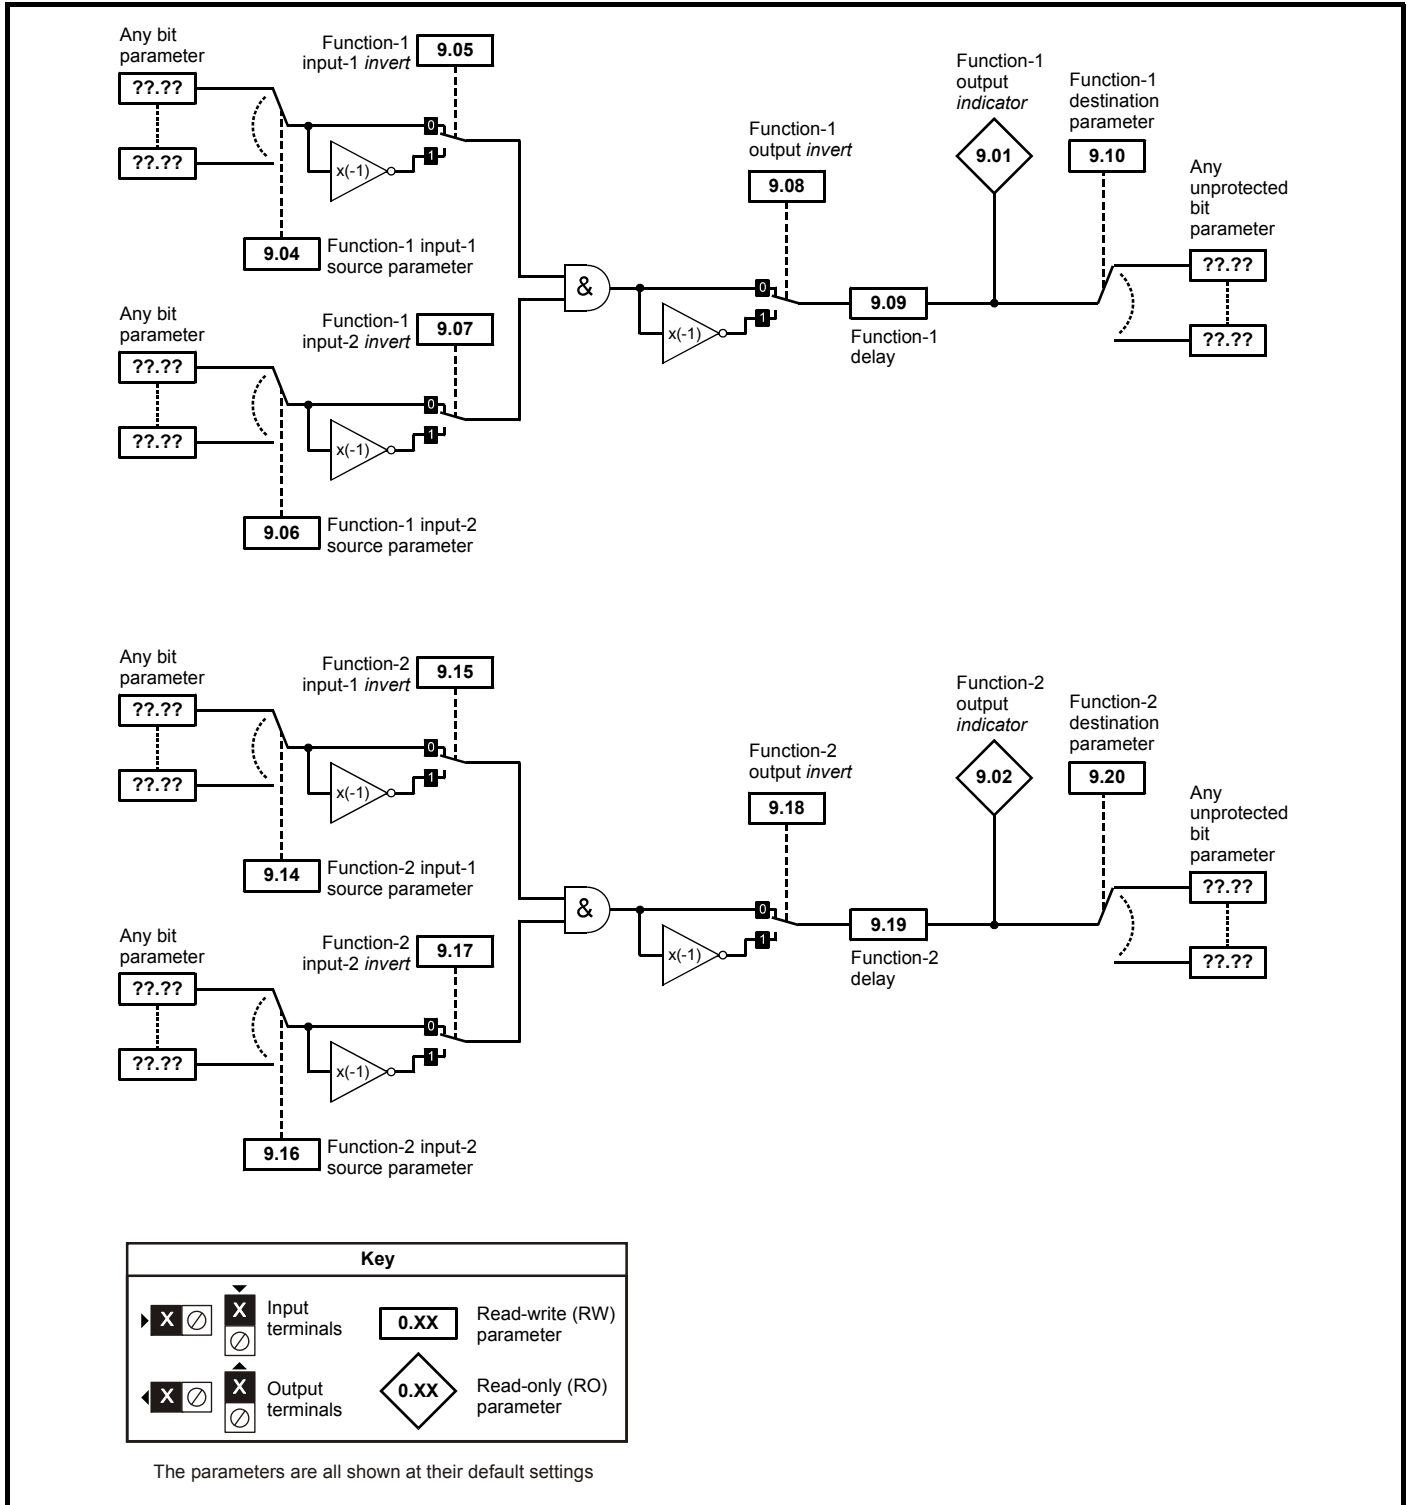 Any bit
parameter
??.??
??.??
Function-1
input-1 invert
9.05
0
1
x(-1)
9.04
Function-1 input-1
source parameter
Any bit
parameter
??.??
??.??
Function-1
input-2 invert
9.07
0
1
x(-1)
9.06
Function-1 input-2
source parameter
&
Function-1
output invert
9.08
0
1
x(-1)
9.09
Function-1
delay
Function-1
output
indicator
9.01
Function-1
destination
parameter
9.10
Any
unprotected
bit
parameter
??.??
??.??
Any bit
parameter
??.??
??.??
Function-2
input-1 invert
9.15
0
1
x(-1)
9.14
Function-2 input-1
source parameter
Any bit
parameter
??.??
??.??
Function-2
input-2 invert
9.17
0
1
x(-1)
9.16
Function-2 input-2
source parameter
&
Function-2
output invert
9.18
0
1
x(-1)
9.19
Function-2
delay
Function-2
output
indicator
9.02
Function-2
destination
parameter
9.20
Any
unprotected
bit
parameter
??.??
??.??
Key
X
X
Input
terminals
0.XX
Read-write (RW)
parameter
X
X
Output
terminals
0.XX
Read-only (RO)
parameter
The parameters are all shown at their default settings